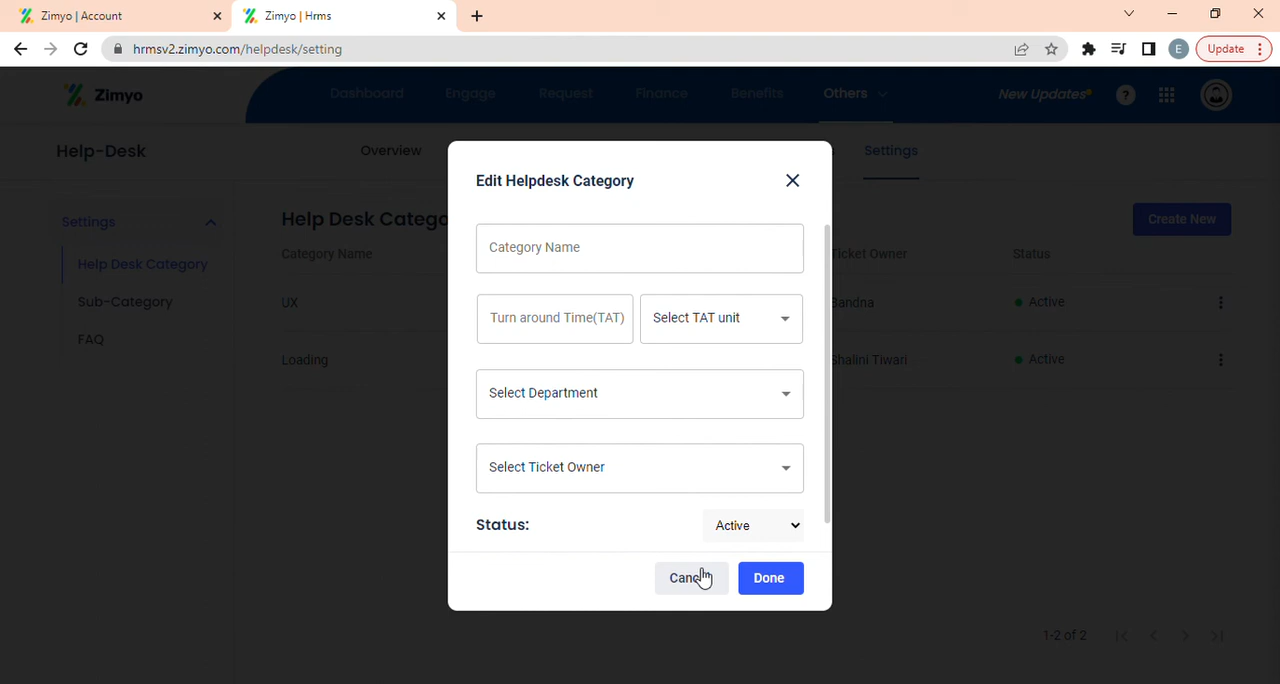 Zimyo | Account
Zimyo | Hrms
hrmsv2.zimyo.com/helpdesk/setting
E
Update
Zimyo
Dashboard
Engage
Request
Finance
Benefits
Others
New Updates
?
Help-Desk
Overview
Settings
Edit Helpdesk Category
Settings
Help Desk Catego
Create New
Category Name
Ticket Owner
Status
Category Name
Help Desk Category
Sub-Category
UX
Bandna
Active
Turn around Time(TAT)
Select TAT unit
FAQ
Loading
Shalini Tiwari
Active
Select Department
Select Ticket Owner
Status:
Active
Done
1-2 of 2